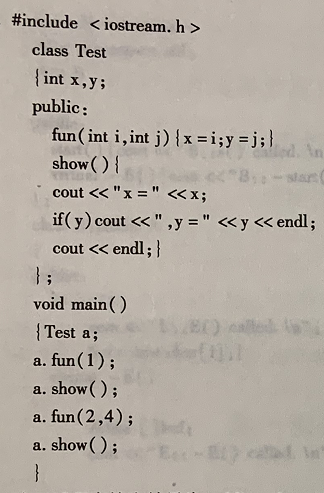 #include <iostream.h>
class Test
{int x,y;
public:
fun(int i,int j){x=i;y=j;}
show(){
cout<<"x="<<x;
if(y)cout<<",y="<<y<<endl;
cout<<endl;}
};
void main()
{Test a;
a.fun(1);
a.show();
a.fun(2,4);
a.show();
}